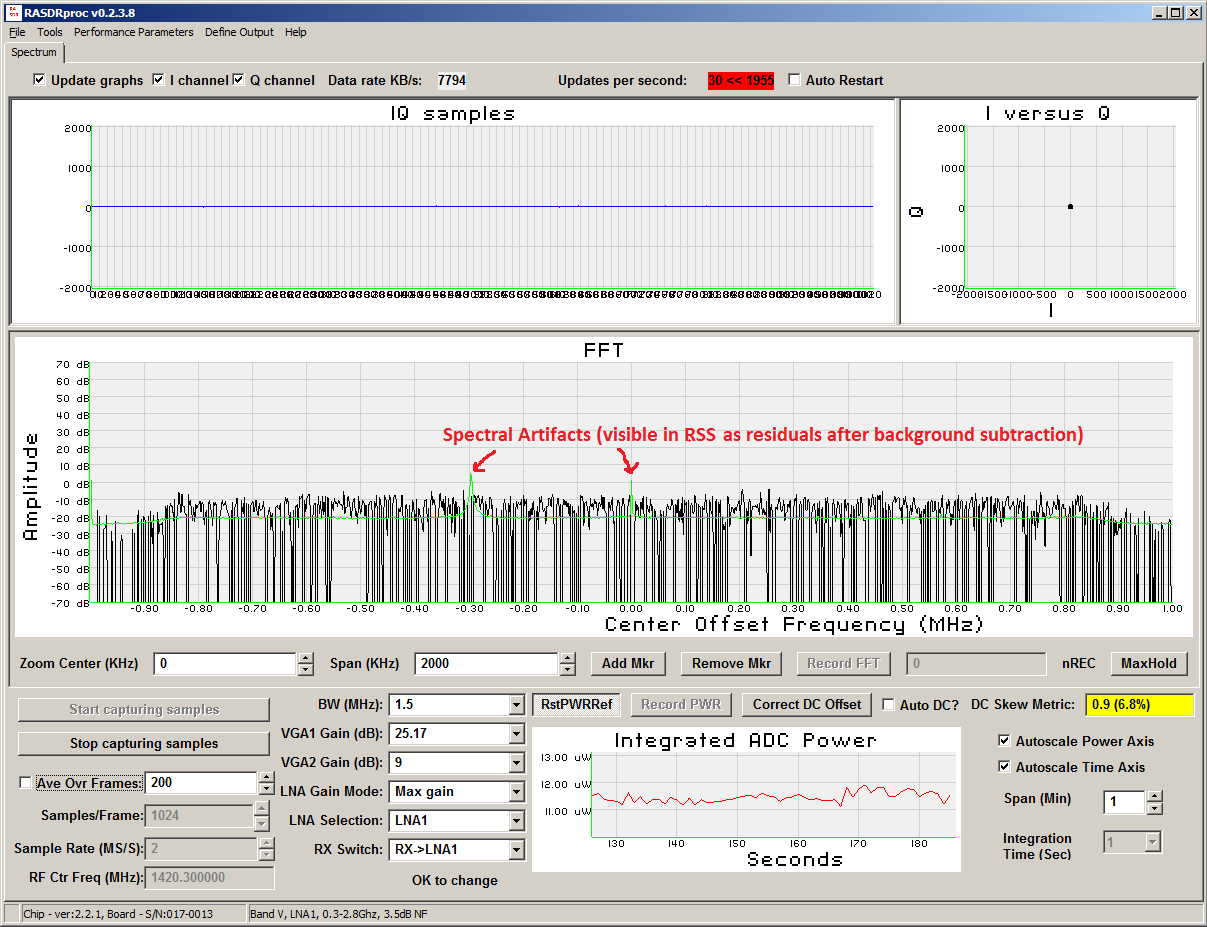 RASDRproc v0.2.3.8
File Tools Performance Parameters Define Output Help
Spectrum
Update graphs I channel Q channel Data rate KB/s: 7794 Updates per second: 30 << 1955 Auto Restart
IQ samples
2000
1000
0
-1000
-2000
I versus Q
2000
1000
0
-1000
-2000
Q
-2000 -1500 -1000 -500 0 500 1000 1500 2000
I
FFT
70 dB
60 dB
50 dB
40 dB
30 dB
20 dB
10 dB
0 dB
-10 dB
-20 dB
-30 dB
-40 dB
-50 dB
-60 dB
-70 dB
Amplitude
Spectral Artifacts (visible in RSS as residuals after background subtraction)
-0.90 -0.80 -0.70 -0.60 -0.50 -0.40 -0.30 -0.20 -0.10 0.00 0.10 0.20 0.30 0.40 0.50 0.60 0.70 0.80 0.90 1.00
Center Offset Frequency (MHz)
Zoom Center (KHz) 0 Span (KHz) 2000 Add Mkr Remove Mkr Record FFT 0 nREC MaxHold
Start capturing samples
Stop capturing samples
Ave Ovr Frames: 200
Samples/Frame: 1024
Sample Rate (MS/S): 2
RF Ctr Freq (MHz): 1420.300000
BW (MHz): 1.5
VGA1 Gain (dB): 25.17
VGA2 Gain (dB): 9
LNA Gain Mode: Max gain
LNA Selection: LNA1
RX Switch: RX->LNA1
OK to change
RstPWRRef Record PWR Correct DC Offset Auto DC? DC Skew Metric: 0.9 (6.8%)
Integrated ADC Power
13.00 uW
12.00 uW
11.00 uW
130 140 150 160 170 180
Seconds
Autoscale Power Axis
Autoscale Time Axis
Span (Min) 1
Integration
Time (Sec) 1
Chip - ver:2.2.1, Board - S/N:017-0013 Band V, LNA1, 0.3-2.8Ghz, 3.5dB NF